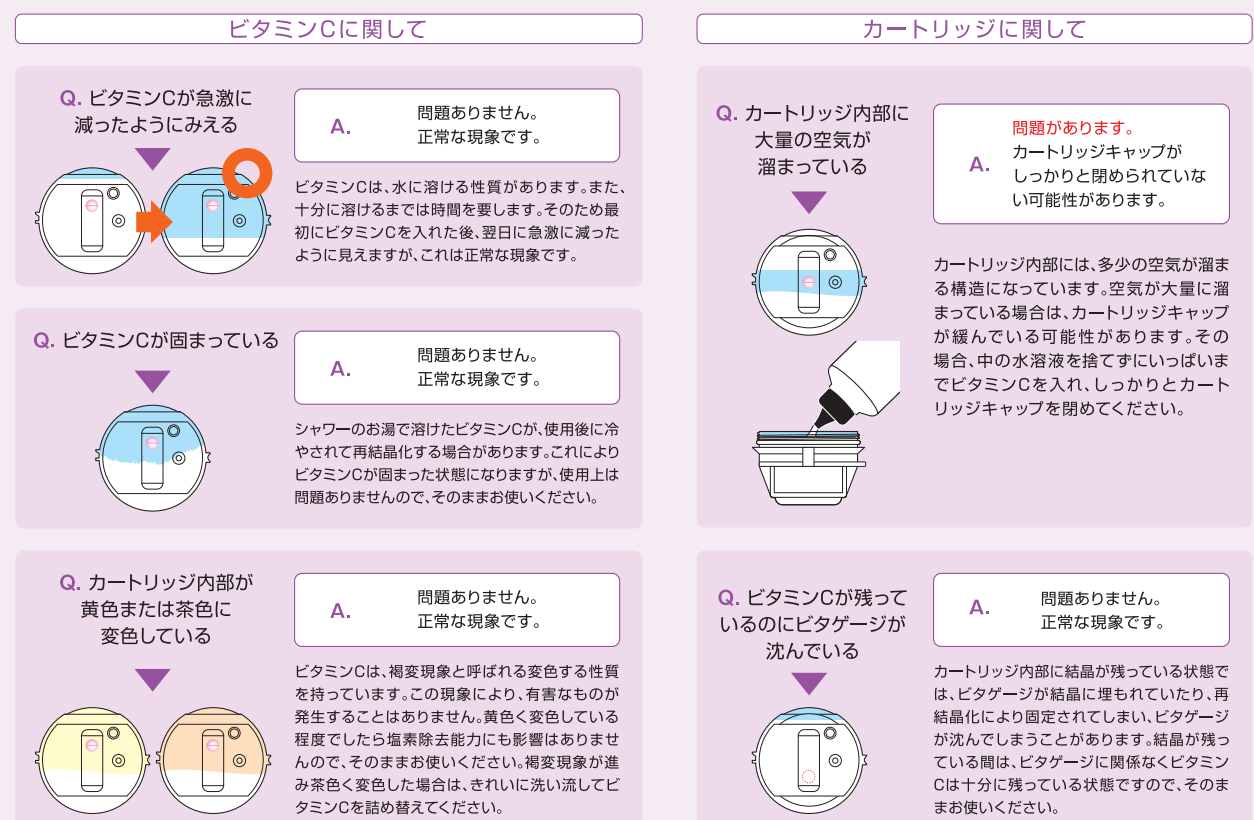 ビタミンCに関して
Q. ビタミンCが急激に
減ったようにみえる
A.
問題ありません。
正常な現象です。
ビタミンCは、水に溶ける性質があります。また、
十分に溶けるまでは時間を要します。そのため最
初にビタミンCを入れた後、翌日に急激に減った
ように見えますが、これは正常な現象です。
Q. ビタミンCが固まっている
A.
問題ありません。
正常な現象です。
シャワーのお湯で溶けたビタミンCが、使用後に冷
やされて再結晶化する場合があります。これにより
ビタミンCが固まった状態になりますが、使用上は
問題ありませんので、そのままお使いください。
Q. カートリッジ内部が
黄色または茶色に
変色している
A.
問題ありません。
正常な現象です。
ビタミンCは、褐変現象と呼ばれる変色する性質
を持っています。この現象により、有害なものが
発生することはありません。黄色く変色している
程度でしたら塩素除去能力にも影響はありませ
んので、そのままお使いください。褐変現象が進
み茶色く変色した場合は、きれいに洗い流してビ
タミンCを詰め替えてください。
カートリッジに関して
Q. カートリッジ内部に
大量の空気が
溜まっている
A.
問題があります。
カートリッジキャップが
しっかりと閉められていな
い可能性があります。
カートリッジ内部には、多少の空気が溜ま
る構造になっています。空気が大量に溜
まっている場合は、カートリッジキャップ
が緩んでいる可能性があります。その
場合、中の水溶液を捨てずにいっぱいま
でビタミンCを入れ、しっかりとカート
リッジキャップを閉めてください。
Q. ビタミンCが残って
いるのにビタゲージが
沈んでいる
A.
問題ありません。
正常な現象です。
カートリッジ内部に結晶が残っている状態で
は、ビタゲージが結晶に埋もれていたり、再
結晶化により固定されてしまい、ビタゲージ
が沈んでしまうことがあります。結晶が残っ
ている間は、ビタゲージに関係なくビタミン
Cは十分に残っている状態ですので、そのま
まお使いください。